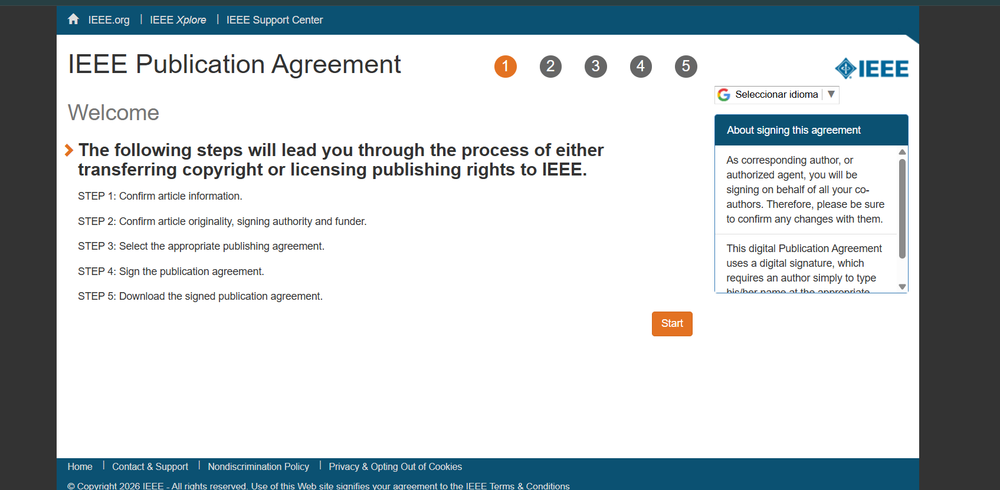 IEEE.org | IEEE Xplore | IEEE Support Center
IEEE Publication Agreement
1 2 3 4 5
IEEE
Seleccionar idioma ▼
Welcome
The following steps will lead you through the process of either
transferring copyright or licensing publishing rights to IEEE.
STEP 1: Confirm article information.
STEP 2: Confirm article originality, signing authority and funder.
STEP 3: Select the appropriate publishing agreement.
STEP 4: Sign the publication agreement.
STEP 5: Download the signed publication agreement.
Start
About signing this agreement
As corresponding author, or
authorized agent, you will be
signing on behalf of all your co-
authors. Therefore, please be sure
to confirm any changes with them.
This digital Publication Agreement
uses a digital signature, which
requires an author simply to type
his/her name at the appropriate
Home | Contact & Support | Nondiscrimination Policy | Privacy & Opting Out of Cookies
© Copyright 2026 IEEE - All rights reserved. Use of this Web site signifies your agreement to the IEEE Terms & Conditions